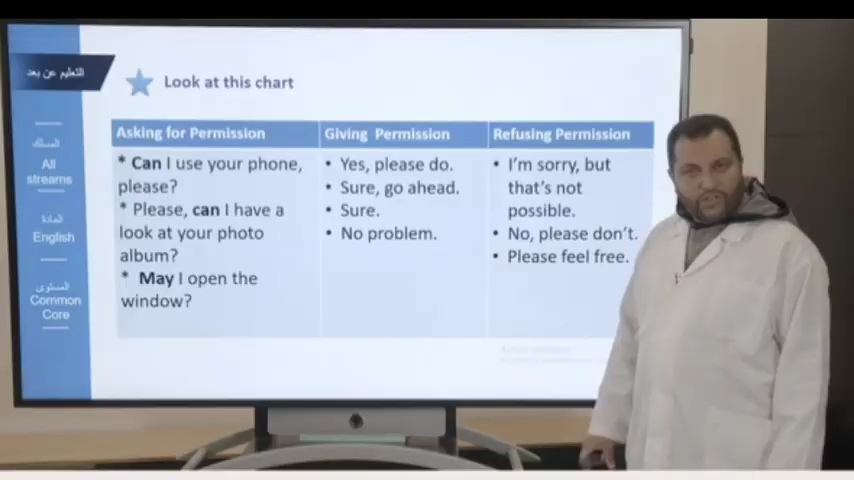 التعليم عن بعد
Look at this chart
المسلك
All
streams
المادة
English
المستوى
Common
Core
Asking for Permission
* Can I use your phone,
please?
* Please, can I have a
look at your photo
album?
* May I open the
window?
Giving Permission
• Yes, please do.
• Sure, go ahead.
• Sure.
• No problem.
Refusing Permission
• I'm sorry, but
that's not
possible.
• No, please don't.
• Please feel free.